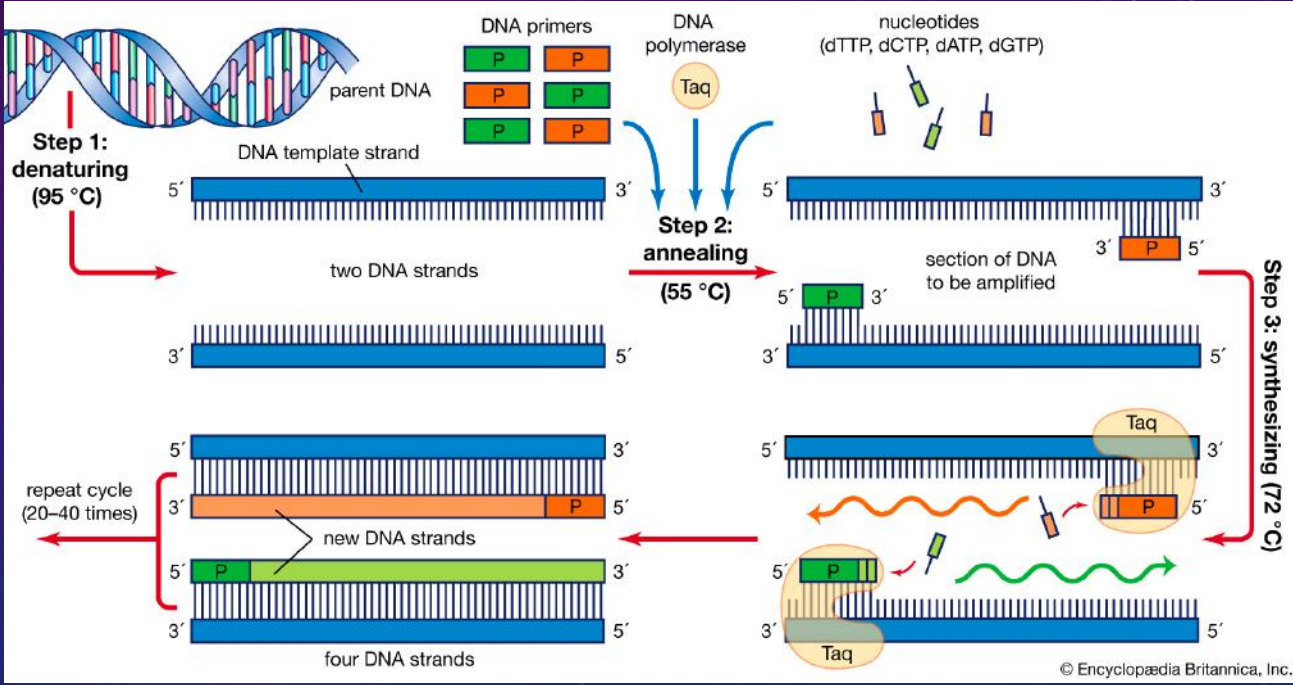 DNA primers
P P
P P
P P
DNA
polymerase
Taq
nucleotides
(dTTP, dCTP, dATP, dGTP)
parent DNA
Step 1:
denaturing
(95 °C)
DNA template strand
5´ 3´
two DNA strands
3´ 5´
Step 2:
annealing
(55 °C)
5´ 3´
3´ P 5´
section of DNA
to be amplified
5´ P 3´
3´ 5´
Step 3: synthesizing (72 °C)
Taq
5´ 3´
P 5´
5´ P
3´ 5´
Taq
5´ 3´
3´ P 5´
new DNA strands
5´ P 3´
3´ 5´
four DNA strands
repeat cycle
(20–40 times)
© Encyclopædia Britannica, Inc.